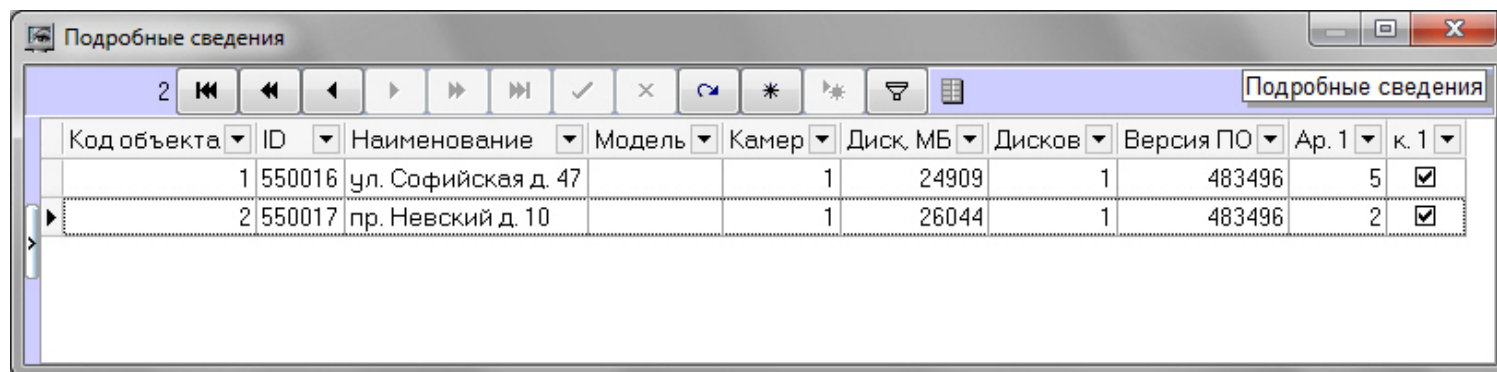 Подробные сведения
2
Подробные сведения
Код объекта ID Наименование Модель Камер Диск, МБ Дисков Версия ПО Ар. 1 к. 1
1 550016 ул. Софийская д. 47 1 24909 1 483496 5
2 550017 пр. Невский д. 10 1 26044 1 483496 2